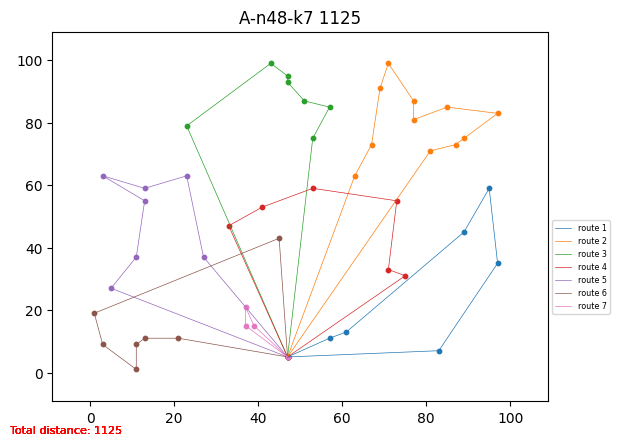 A-n48-k7 1125
100
80
60
40
20
0
0 20 40 60 80 100
route 1
route 2
route 3
route 4
route 5
route 6
route 7
Total distance: 1125